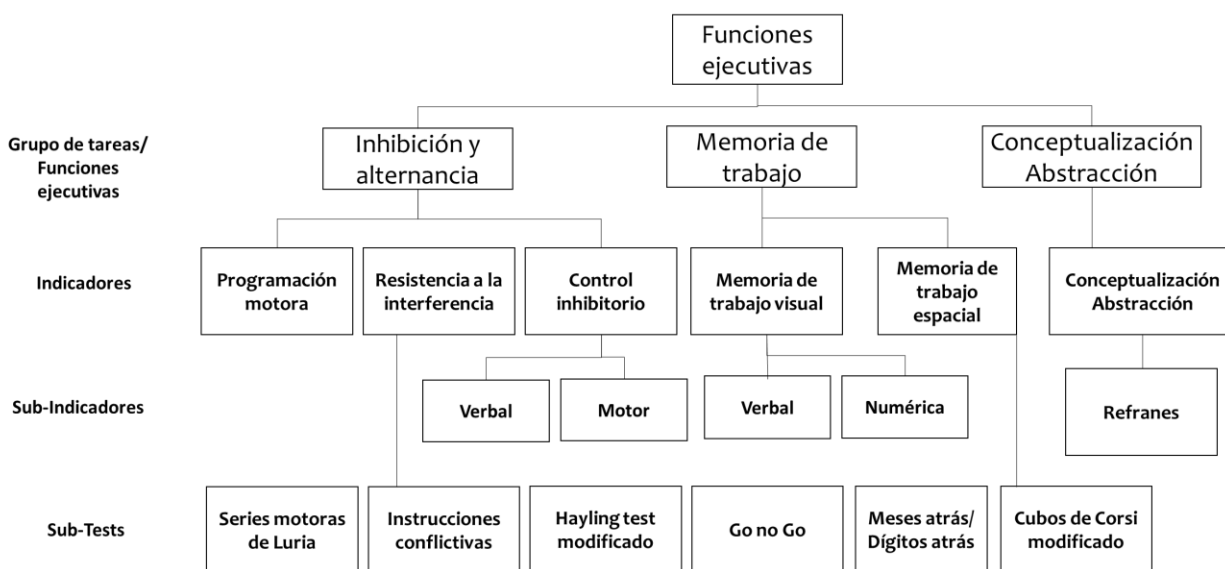 Funciones
ejecutivas
Grupo de tareas/
Funciones
ejecutivas
Inhibición y
alternancia
Memoria de
trabajo
Conceptualización
Abstracción
Indicadores
Programación
motora
Resistencia a la
interferencia
Control
inhibitorio
Memoria de
trabajo visual
Memoria de
trabajo
espacial
Conceptualización
Abstracción
Sub-Indicadores
Verbal
Motor
Verbal
Numérica
Refranes
Sub-Tests
Series motoras
de Luria
Instrucciones
conflictivas
Hayling test
modificado
Go no Go
Meses atrás/
Dígitos atrás
Cubos de Corsi
modificado